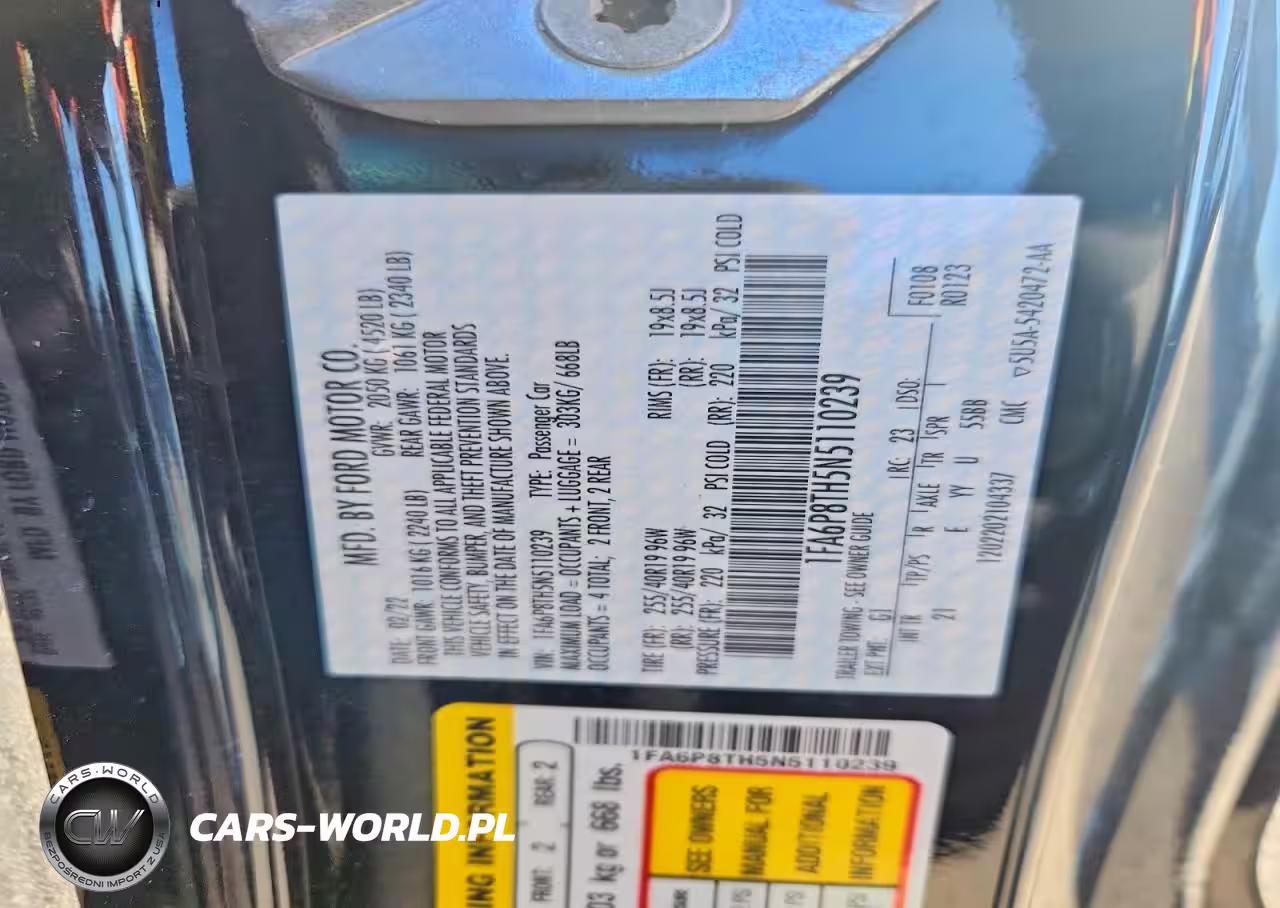 MFD. BY FORD MOTOR CO.
DATE: 02/22 GVWR: 2050 KG ( 4520 LB)
FRONT GAWR: 1016 KG ( 2240 LB) REAR GAWR: 1061 KG ( 2340 LB)
THIS VEHICLE CONFORMS TO ALL APPLICABLE FEDERAL MOTOR
VEHICLE SAFETY, BUMPER, AND THEFT PREVENTION STANDARDS
IN EFFECT ON THE DATE OF MANUFACTURE SHOWN ABOVE.
VIN: 1FA6P8TH5N5110239 TYPE: Passenger Car
MAXIMUM LOAD = OCCUPANTS + LUGGAGE = 303KG/ 668LB
OCCUPANTS = 4 TOTAL; 2 FRONT, 2 REAR
TIRE (FR): 255/40R19 96W RIMS (FR): 19x8.5J
(RR): 255/40R19 96W (RR): 19x8.5J
PRESSURE (FR): 220 kPa/ 32 PSI COLD (RR): 220 kPa/ 32 PSI COLD
1FA6P8TH5N5110239
TRAILER TOWING - SEE OWNER GUIDE
EXT PNT: G1 RC: 23 DSO: F0108
INT TR TP/PS R AXLE TR SPR R0123
21 E YY U 55BB
1202202104337 CMC
▽5U5A-5420472-AA
1FA6P8TH5N5110239
FRONT: 2 REAR: 2
kg or 668 lbs.
SEE OWNERS
MANUAL FOR
ADDITIONAL
INFORMATION
CARS-WORLD
CW
BEZPOŚREDNI IMPORT Z USA
CARS-WORLD.PL